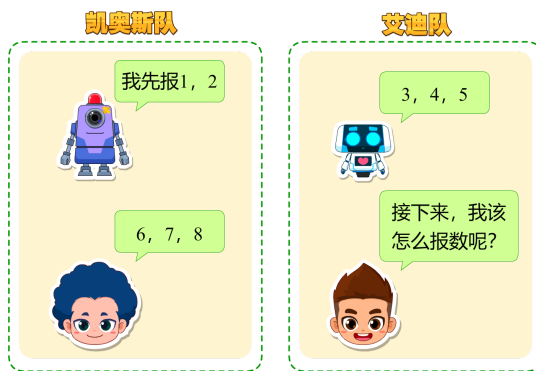 凯奥斯队
我先报1，2
6，7，8
艾迪队
3，4，5
接下来，我该
怎么报数呢？